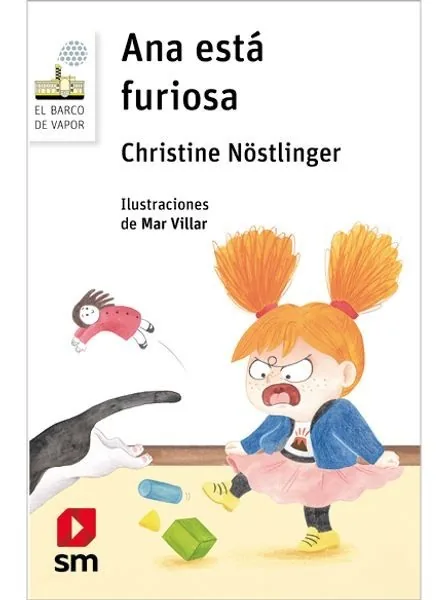 Ana está
furiosa
EL BARCO
DE VAPOR
Christine Nöstlinger
Ilustraciones
de Mar Villar
sm